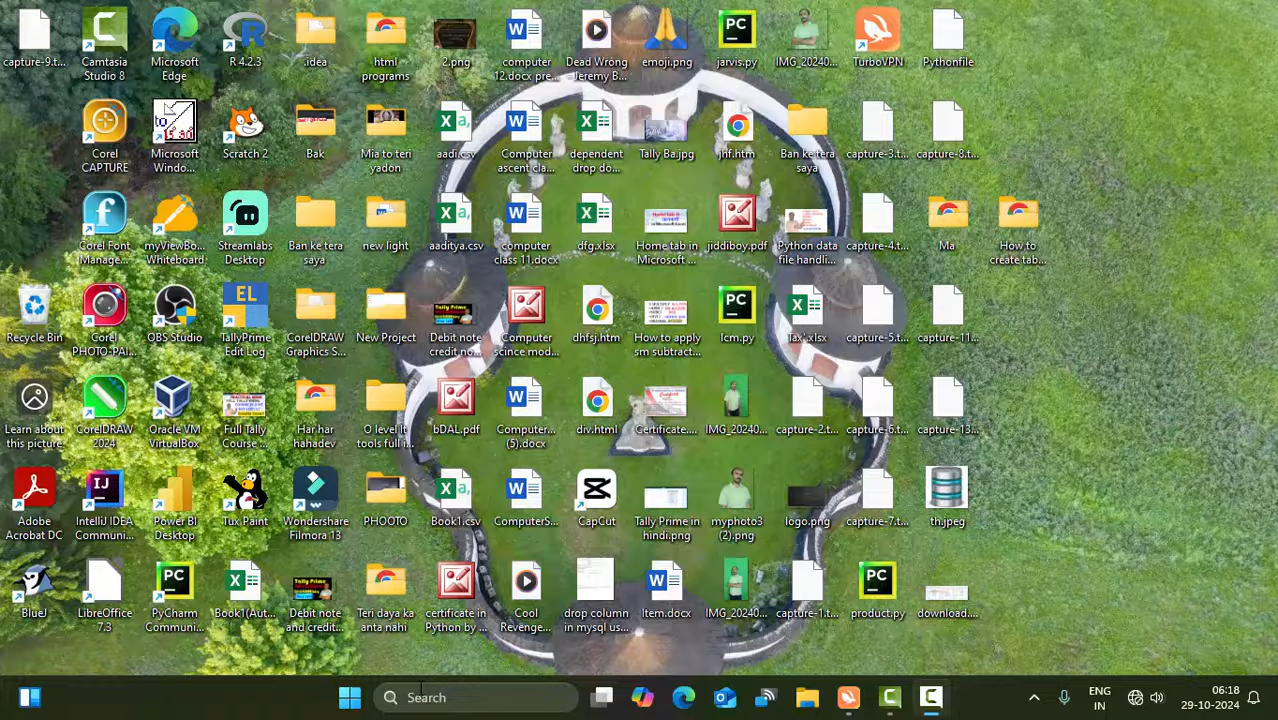 capture-9.t...
Camtasia
Studio 8
Microsoft
Edge
R 4.2.3
.idea
html
programs
2.png
computer
12.docx pre...
Dead Wrong
- Jeremy B...
emoji.png
jarvis.py
IMG_20240...
TurboVPN
Pythonfile
Corel
CAPTURE
Microsoft
Windo...
Scratch 2
Bak
Mia to teri
yadon
aadi.csv
Computer
ascent cla...
dependent
drop do...
Tally Ba.jpg
jhf.htm
Ban ke tera
saya
capture-3.t...
capture-8.t...
Corel Font
Manage...
myViewBo...
Whiteboard
Streamlabs
Desktop
Ban ke tera
saya
new light
aaditya.csv
computer
class 11.docx
dfg.xlsx
Home tab in
Microsoft ...
jiddiboy.pdf
Python data
file handli...
capture-4.t...
Ma
How to
create tab...
Recycle Bin
Corel
PHOTO-PAI...
OBS Studio
TallyPrime
Edit Log
CorelDRAW
Graphics S...
New Project
Debit note
credit no...
Computer
scince mod...
dhfsj.htm
How to apply
sm subtract...
lcm.py
Tax'.xlsx
capture-5.t...
capture-11...
Learn about
this picture
CorelDRAW
2024
Oracle VM
VirtualBox
Full Tally
Course ...
Har har
hahadev
O level It
tools full i...
bDAL.pdf
Computer...
(5).docx
div.html
Certificate....
IMG_20240...
capture-2.t...
capture-6.t...
capture-13...
Adobe
Acrobat DC
IntelliJ IDEA
Communi...
Power BI
Desktop
Tux Paint
Wondershare
Filmora 13
PHOOTO
Book1.csv
ComputerS...
CapCut
Tally Prime in
hindi.png
myphoto3
(2).png
logo.png
capture-7.t...
th.jpeg
BlueJ
LibreOffice
7.3
PyCharm
Communi...
Book1(Aut...
Debit note
and credit...
Teri daya ka
anta nahi
certificate in
Python by ...
Cool
Revenge...
drop column
in mysql us...
Item.docx
IMG_20240...
capture-1.t...
product.py
download....
Search
ENG
IN
06:18
29-10-2024